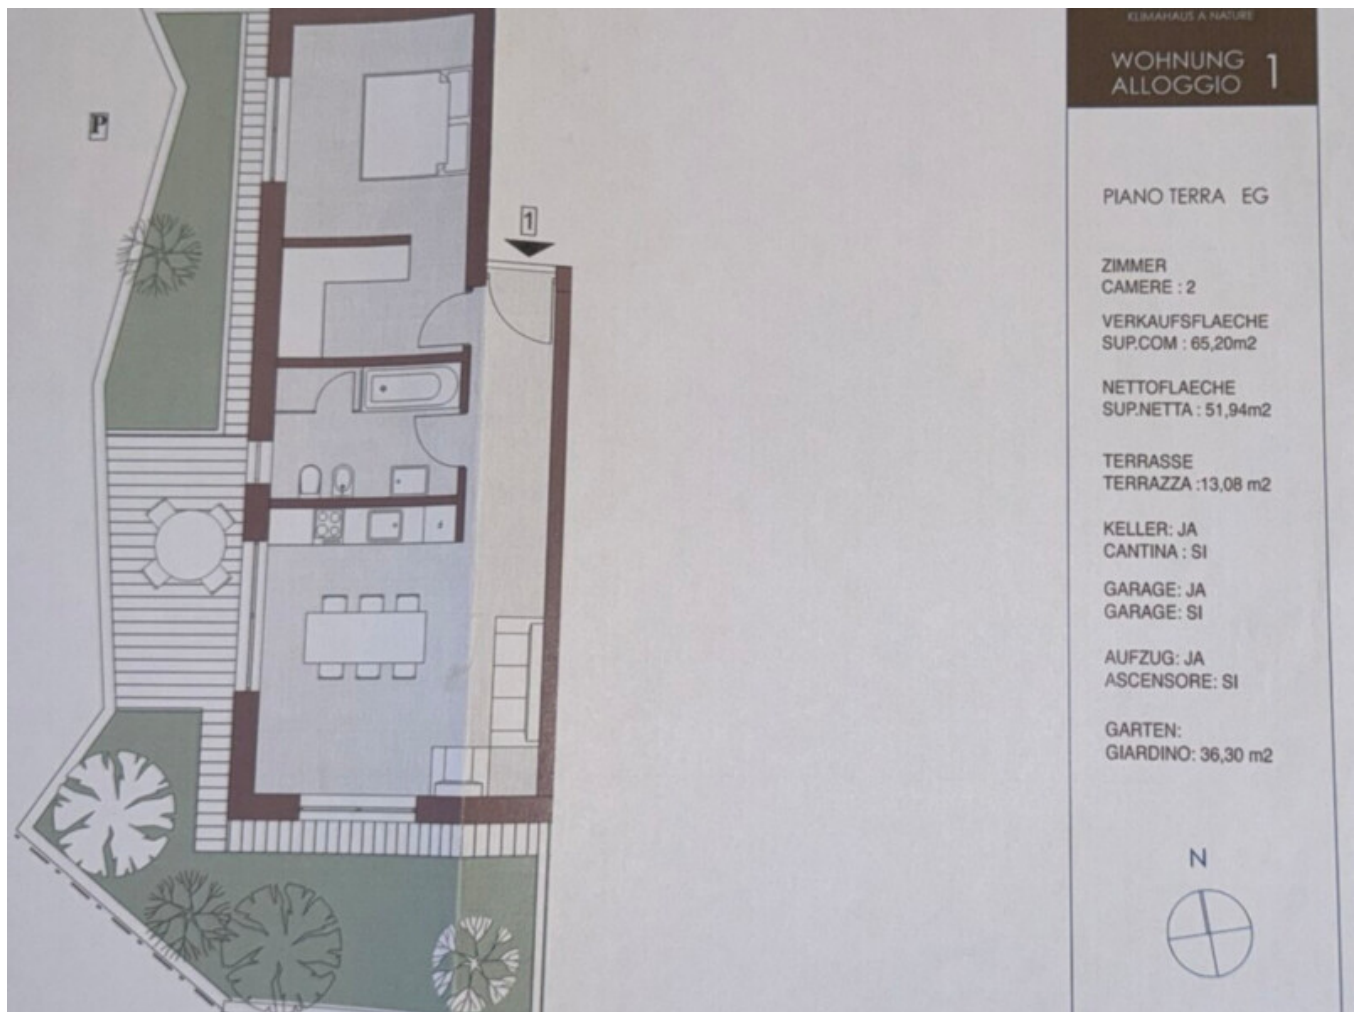 P
1
KLIMAHAUS A NATURE
WOHNUNG
ALLOGGIO 1
PIANO TERRA EG
ZIMMER
CAMERE : 2
VERKAUFSFLAECHE
SUP.COM : 65,20m2
NETTOFLAECHE
SUP.NETTA : 51,94m2
TERRASSE
TERRAZZA :13,08 m2
KELLER: JA
CANTINA : SI
GARAGE: JA
GARAGE: SI
AUFZUG: JA
ASCENSORE: SI
GARTEN:
GIARDINO: 36,30 m2
N